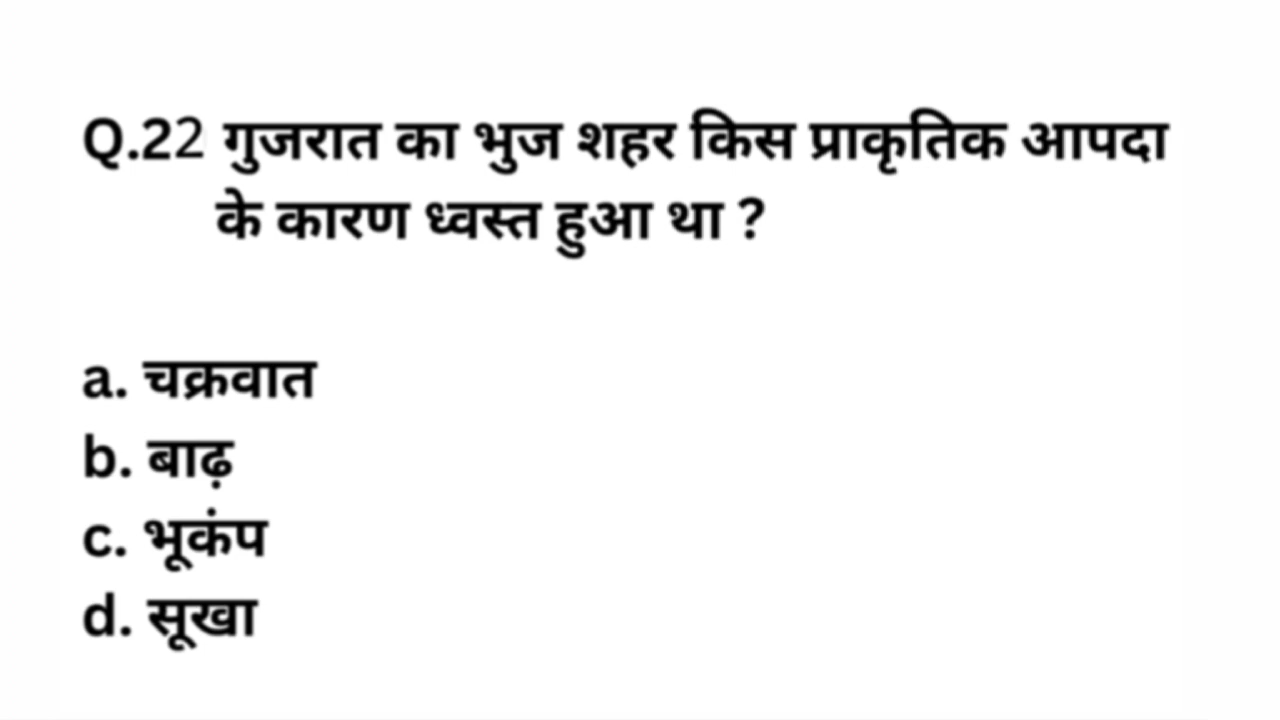 Q.22 गुजरात का भुज शहर किस प्राकृतिक आपदा
के कारण ध्वस्त हुआ था ?
a. चक्रवात
b. बाढ़
c. भूकंप
d. सूखा